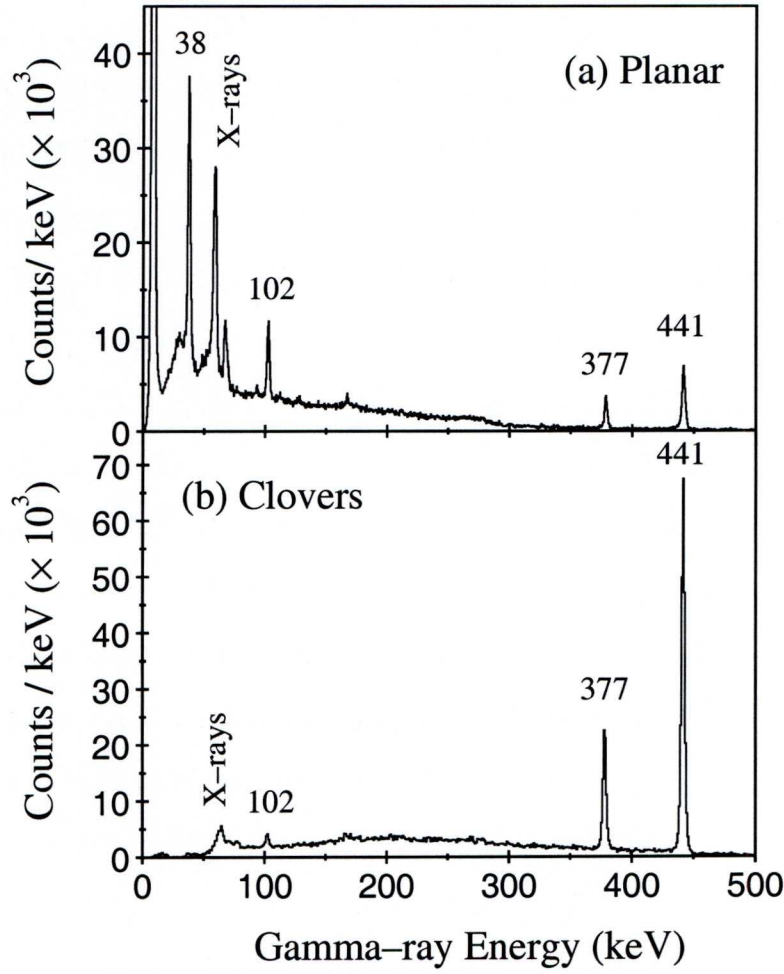 (a) Planar
Counts/ keV (× 10³)
40
30
20
10
0
38
X–rays
102
377
441
(b) Clovers
Counts / keV (× 10³)
70
60
50
40
30
20
10
0
X–rays
102
377
441
0 100 200 300 400 500
Gamma–ray Energy (keV)